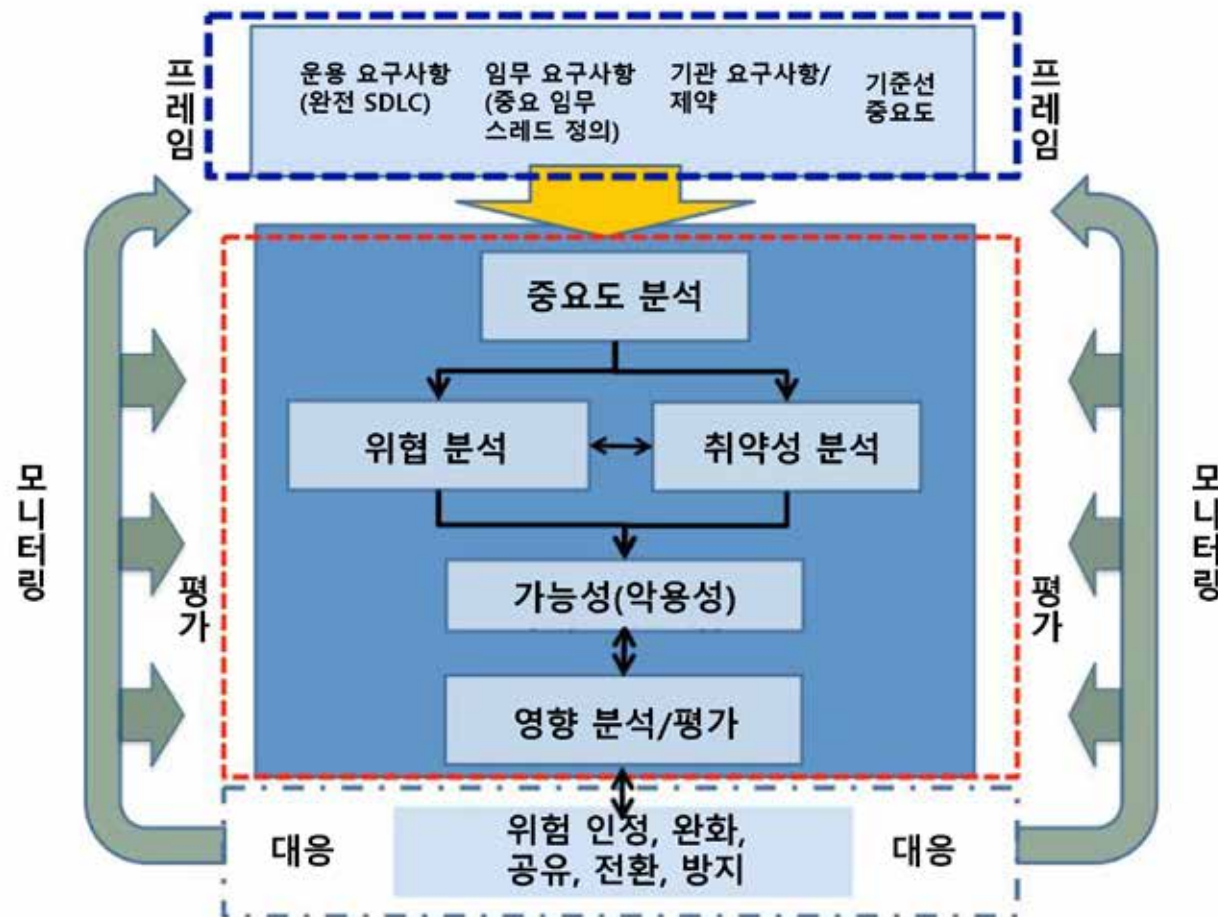 프레임
운용 요구사항
(완전 SDLC)
임무 요구사항
(중요 임무
스레드 정의)
기관 요구사항/
제약
기준선
중요도
프레임
중요도 분석
위협 분석
취약성 분석
모니터링
모니터링
가능성(악용성)
평가
평가
영향 분석/평가
대응
위험 인정, 완화,
공유, 전환, 방지
대응